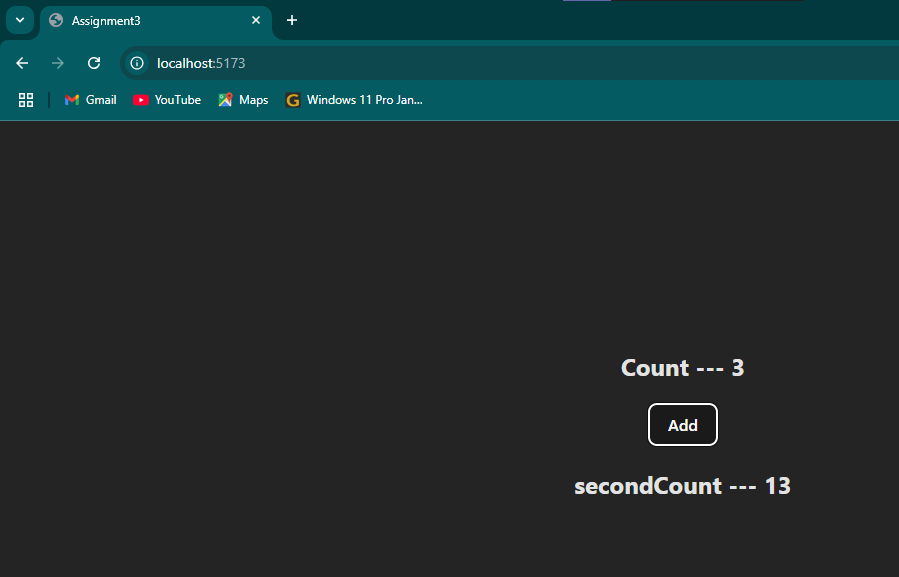 Assignment3
localhost:5173
Gmail YouTube Maps Windows 11 Pro Jan...
Count --- 3
Add
secondCount --- 13